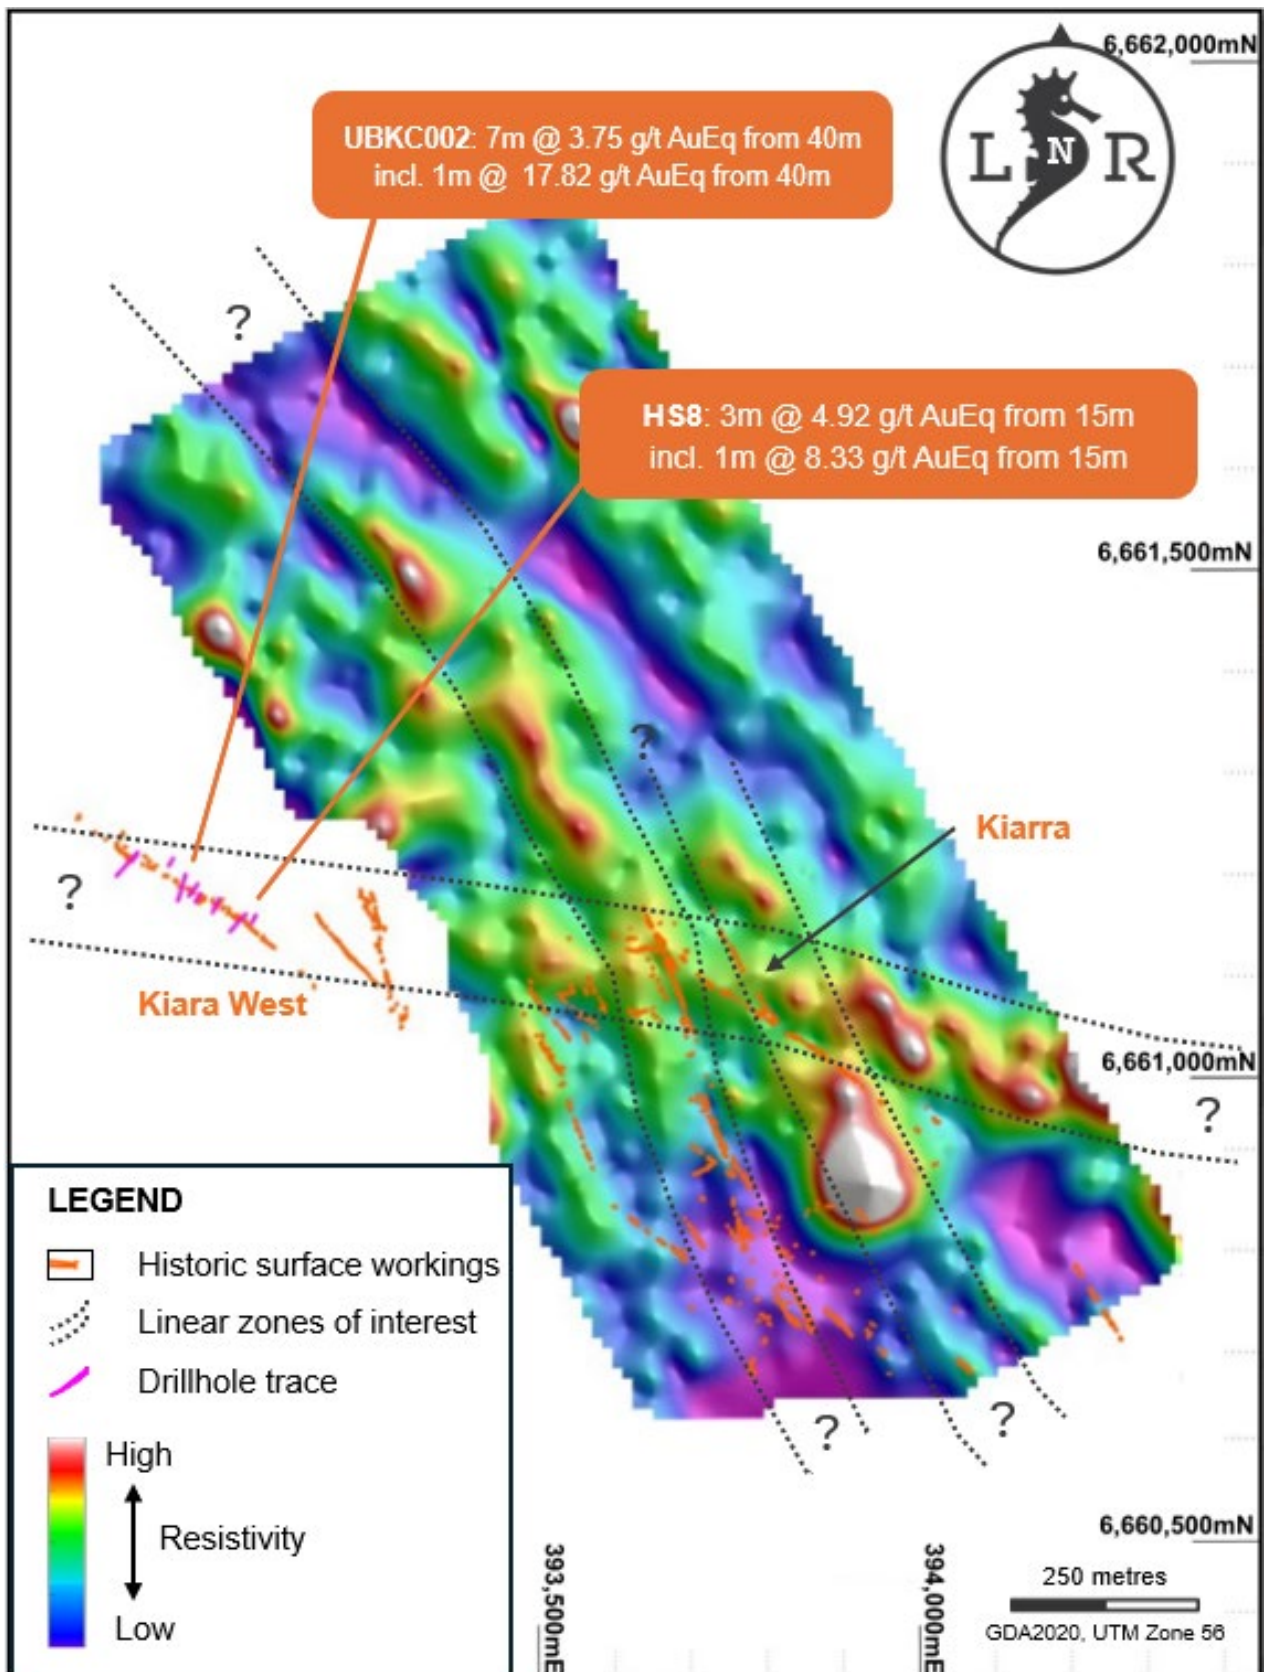 6,662,000mN
L N R
UBKC002: 7m @ 3.75 g/t AuEq from 40m
incl. 1m @ 17.82 g/t AuEq from 40m
?
HS8: 3m @ 4.92 g/t AuEq from 15m
incl. 1m @ 8.33 g/t AuEq from 15m
6,661,500mN
?
Kiarra
?
Kiara West
6,661,000mN
?
LEGEND
Historic surface workings
Linear zones of interest
Drillhole trace
High
Resistivity
Low
?
?
6,660,500mN
393,500mE
394,000mE
250 metres
GDA2020, UTM Zone 56